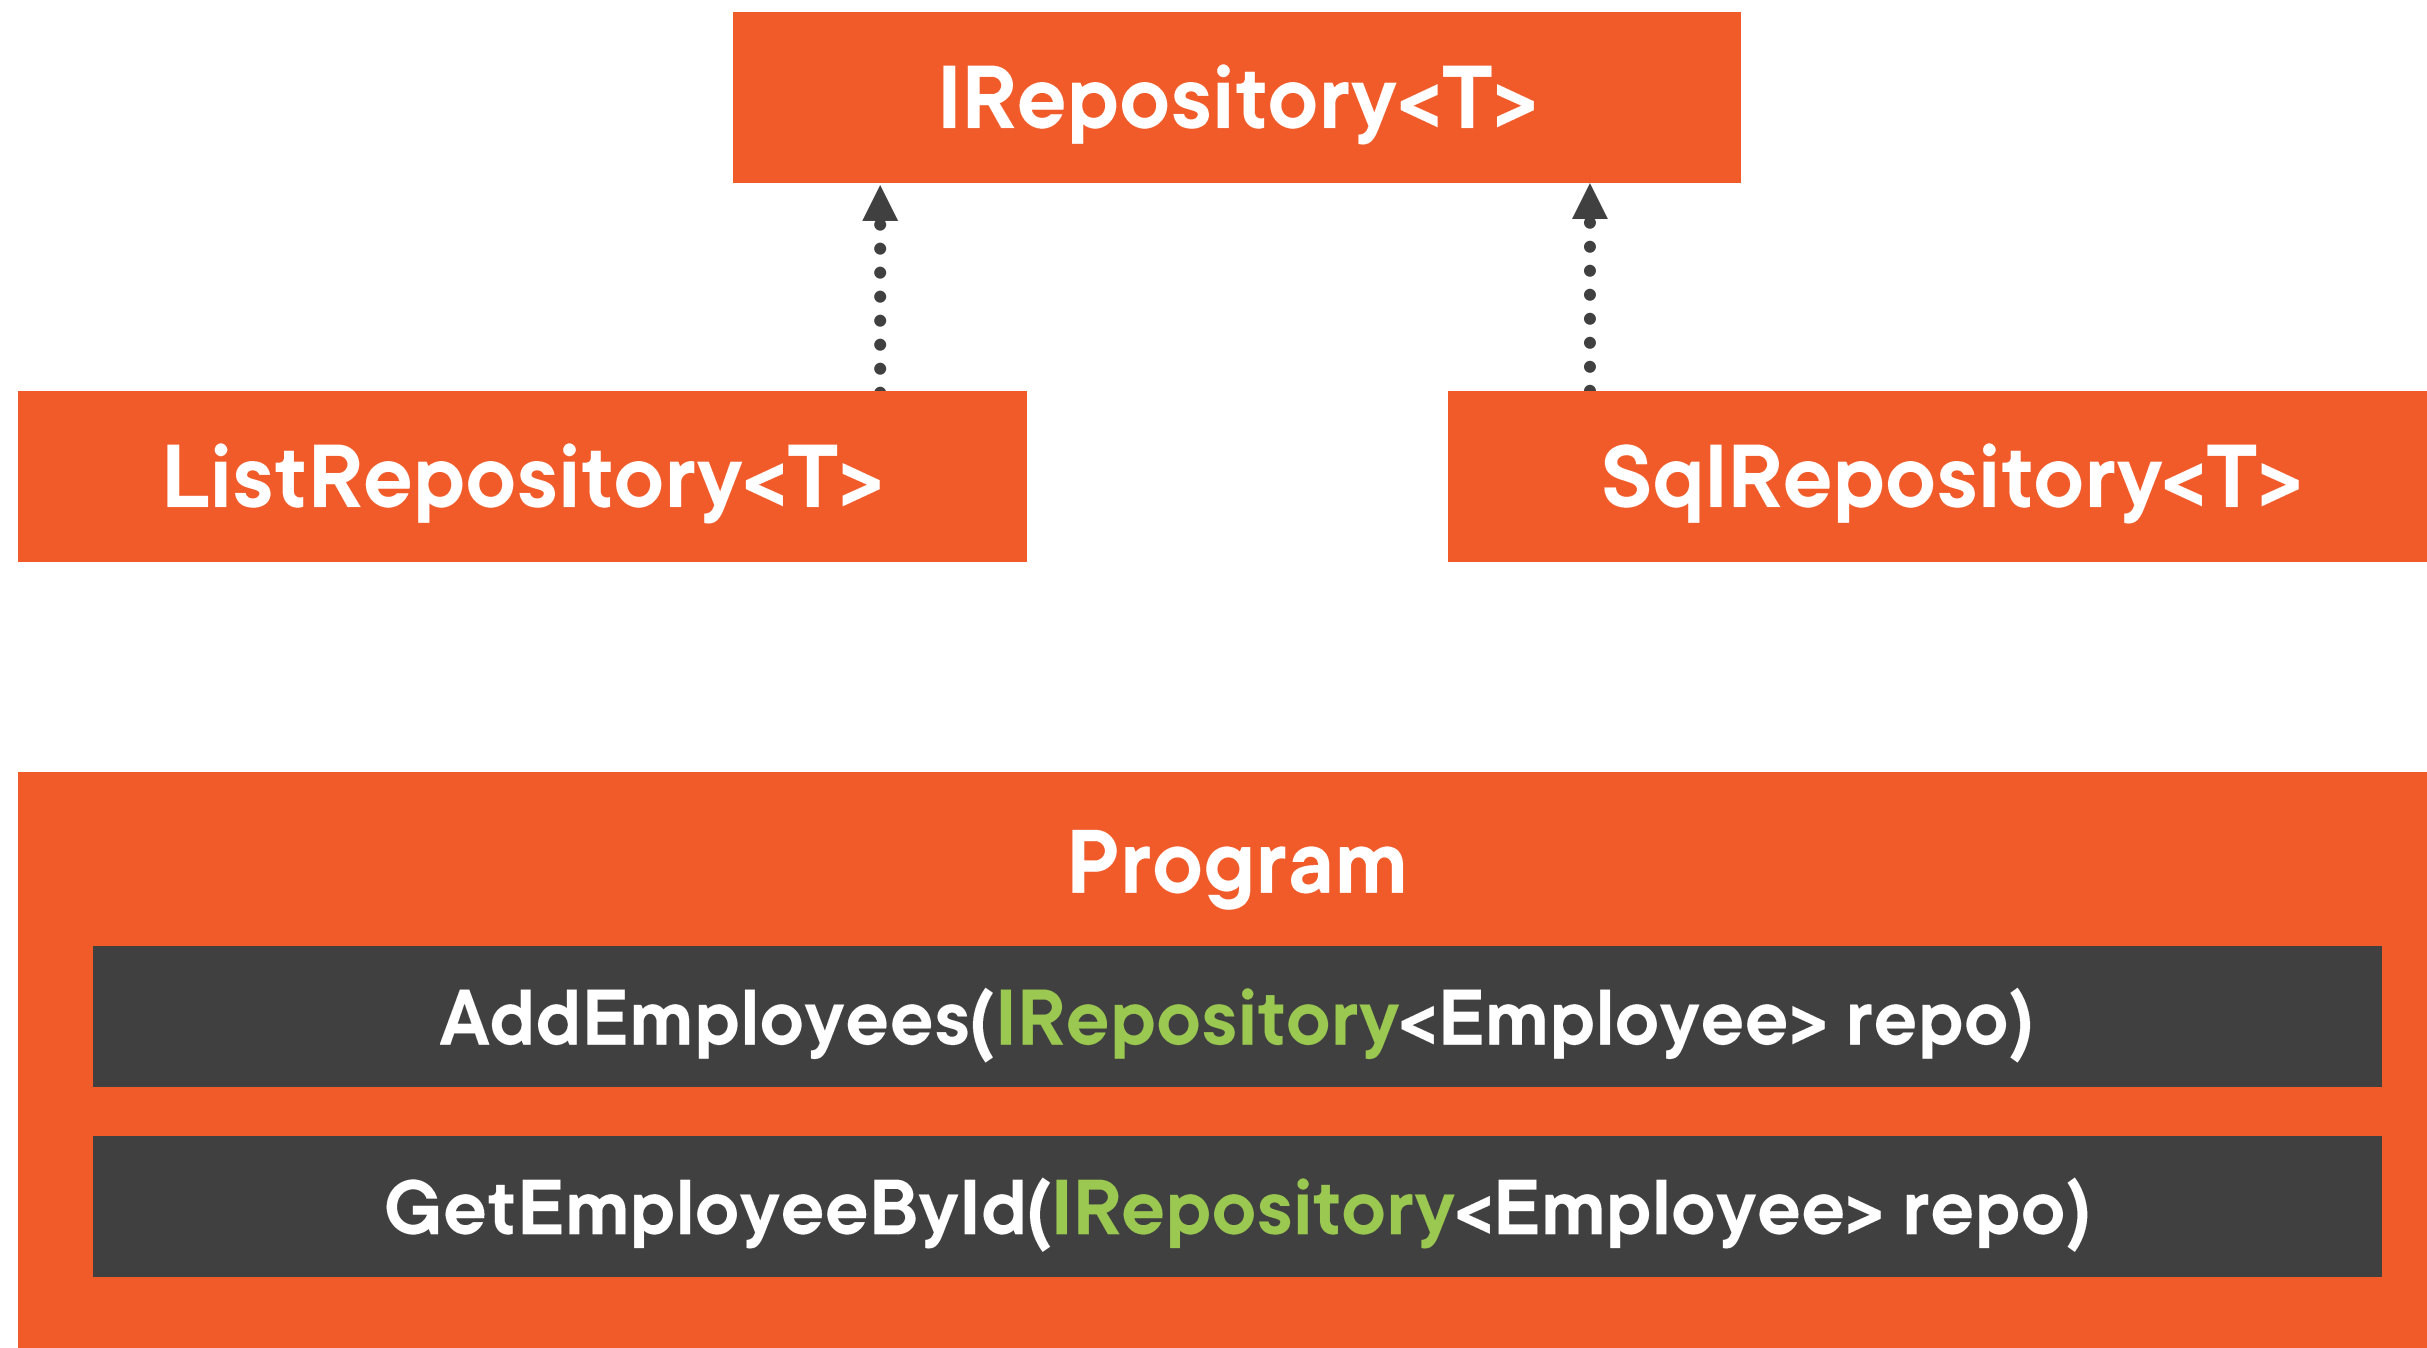 IRepository<T>
ListRepository<T>
SqlRepository<T>
Program
AddEmployees(IRepository<Employee> repo)
GetEmployeeById(IRepository<Employee> repo)